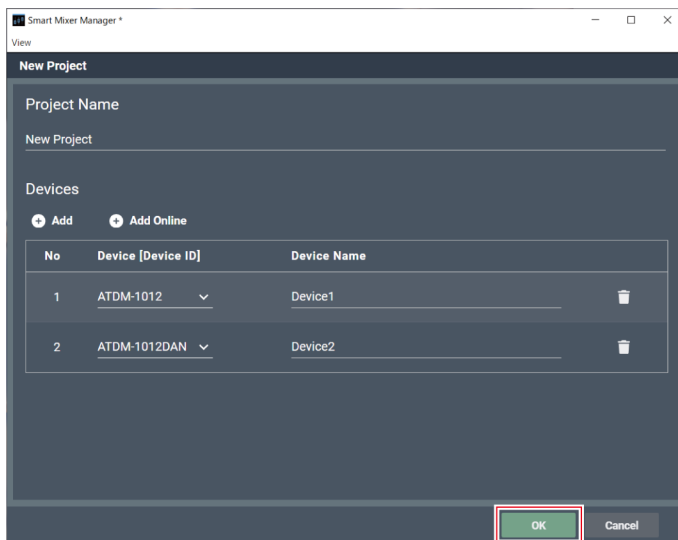 Smart Mixer Manager *
View
New Project
Project Name
New Project
Devices
Add Add Online
No Device [Device ID] Device Name
1 ATDM-1012 Device1
2 ATDM-1012DAN Device2
OK Cancel